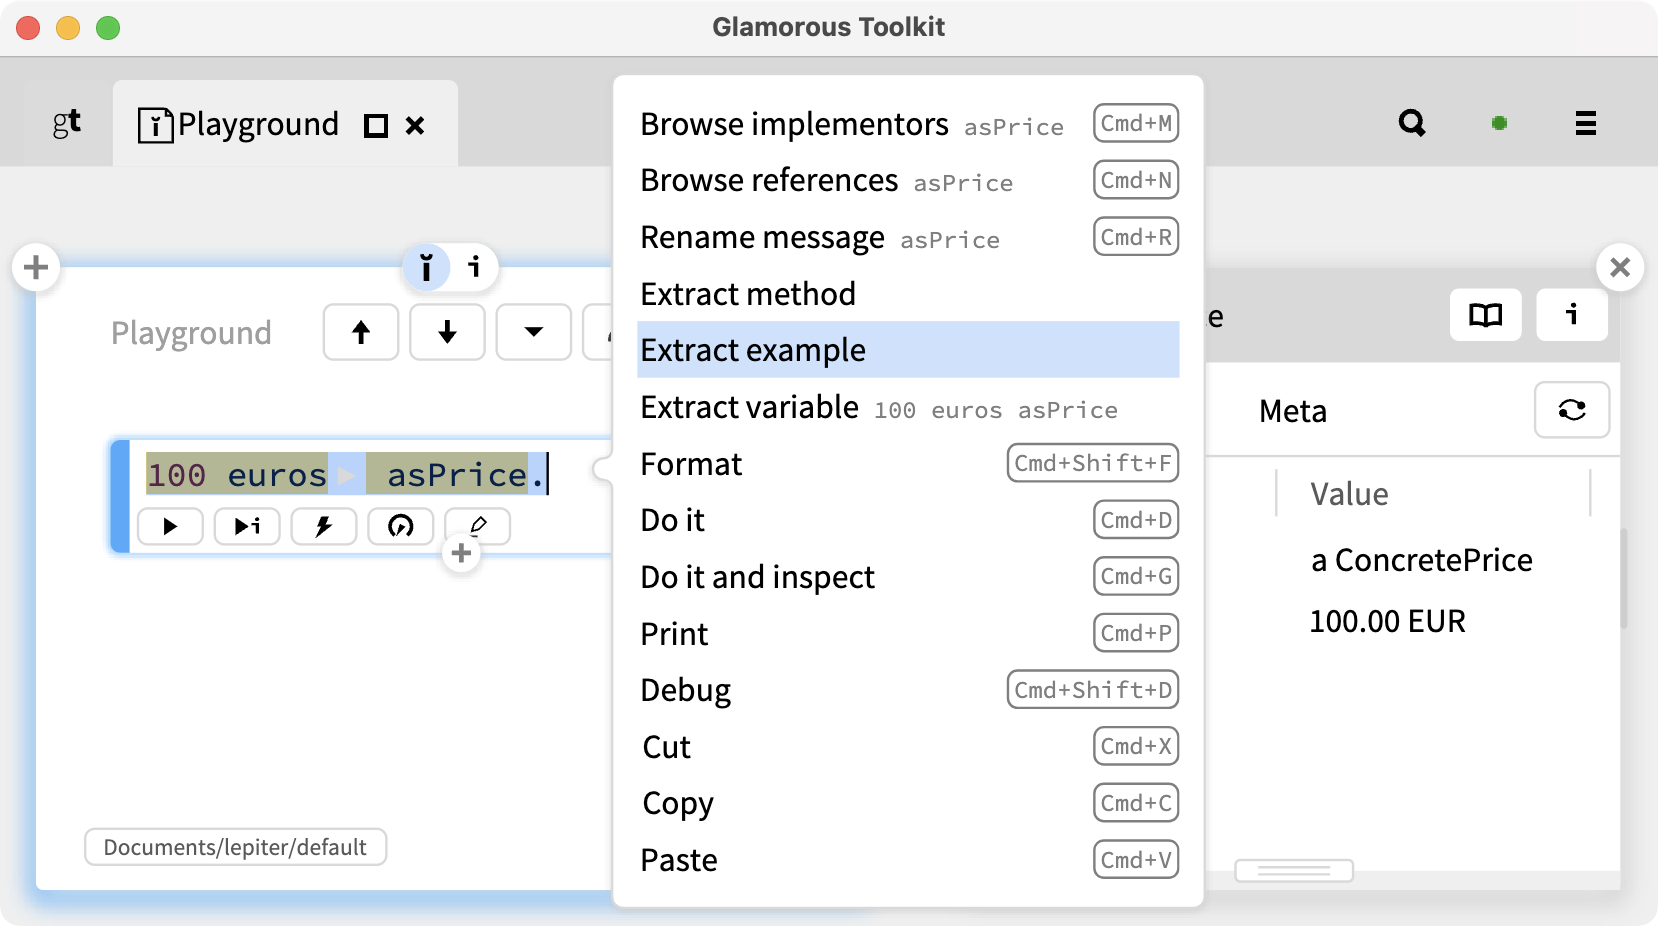 Glamorous Toolkit
gt
Playground
Browse implementors asPrice Cmd+M
Browse references asPrice Cmd+N
Rename message asPrice Cmd+R
Extract method
Extract example
Extract variable 100 euros asPrice
Format Cmd+Shift+F
Do it Cmd+D
Do it and inspect Cmd+G
Print Cmd+P
Debug Cmd+Shift+D
Cut Cmd+X
Copy Cmd+C
Paste Cmd+V
Playground
100 euros asPrice.
Documents/lepiter/default
e
Meta
Value
a ConcretePrice
100.00 EUR